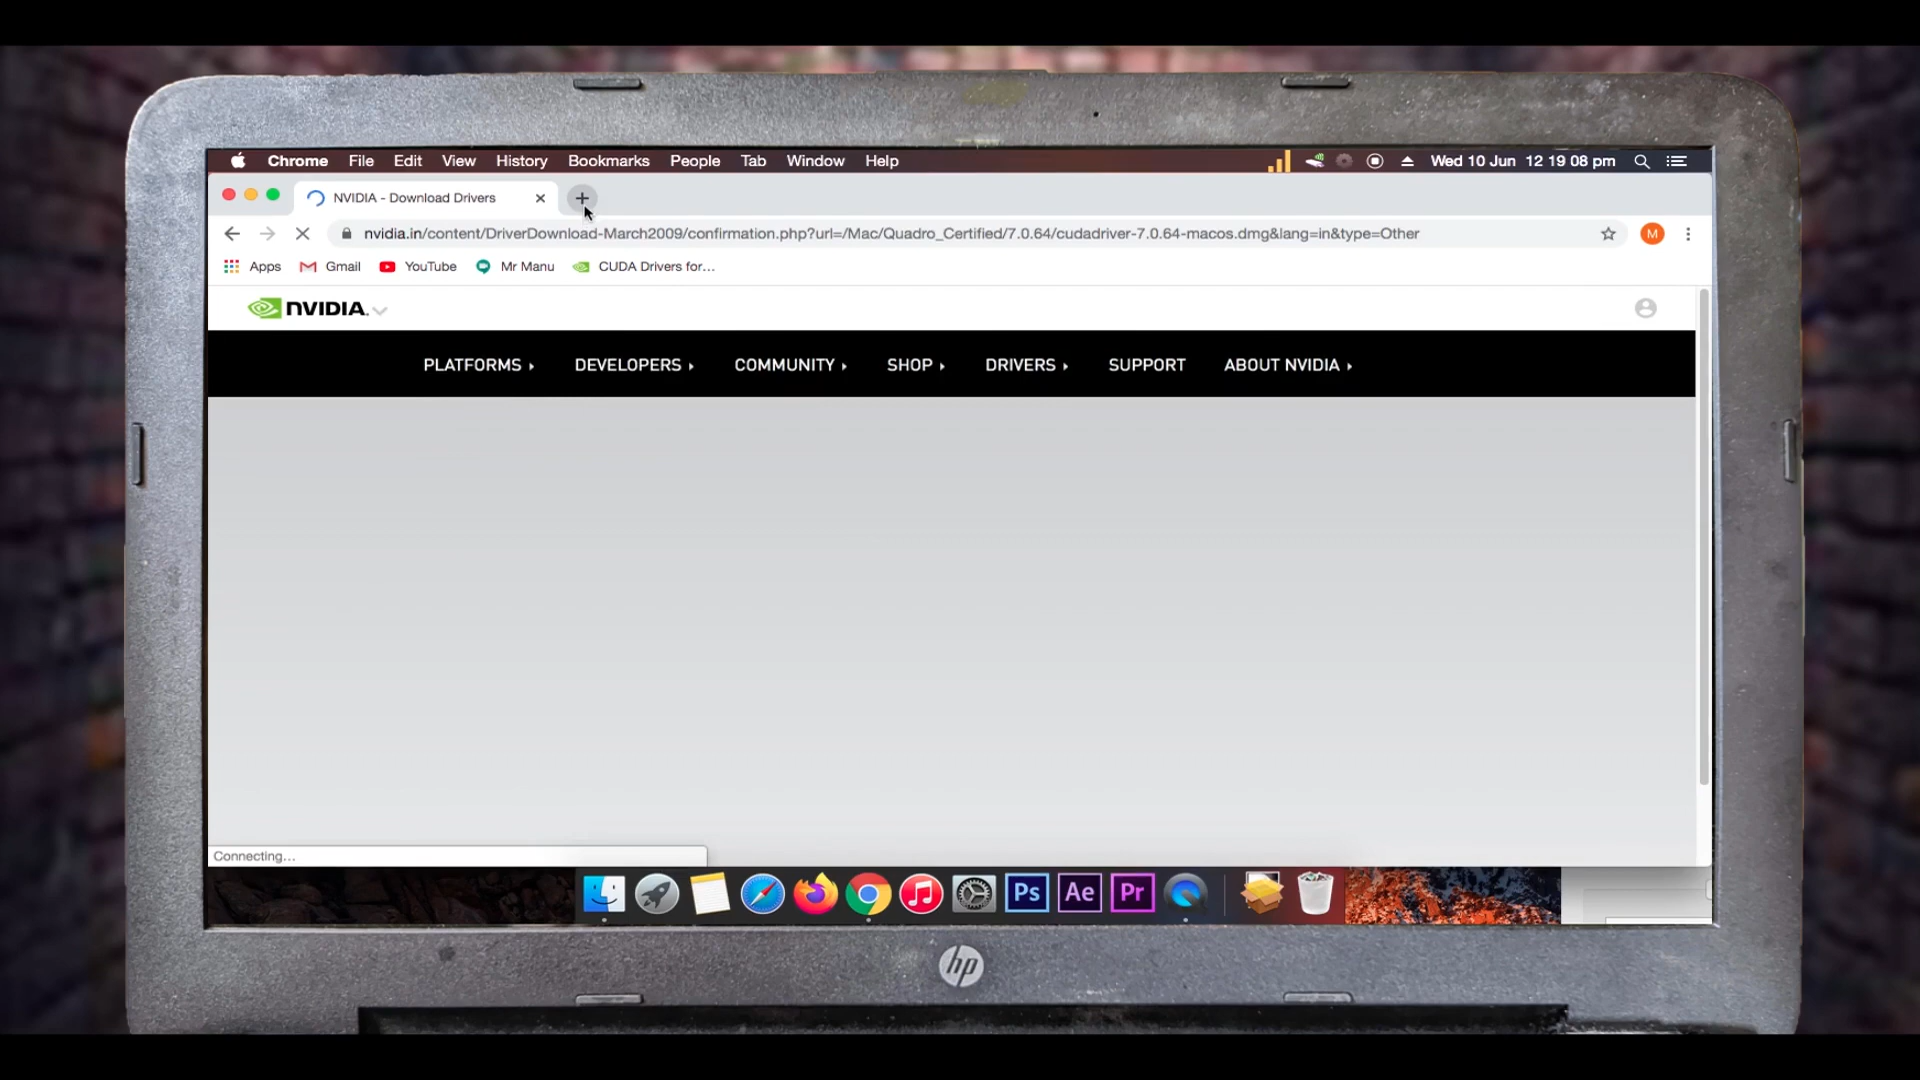 Chrome File Edit View History Bookmarks People Tab Window Help Wed 10 Jun 12 19 08 pm
NVIDIA - Download Drivers
nvidia.in/content/DriverDownload-March2009/confirmation.php?url=/Mac/Quadro_Certified/7.0.64/cudadriver-7.0.64-macos.dmg&lang=in&type=Other M
Apps Gmail YouTube Mr Manu CUDA Drivers for...
NVIDIA.
PLATFORMS DEVELOPERS COMMUNITY SHOP DRIVERS SUPPORT ABOUT NVIDIA
Connecting...
Ps Ae Pr
hp